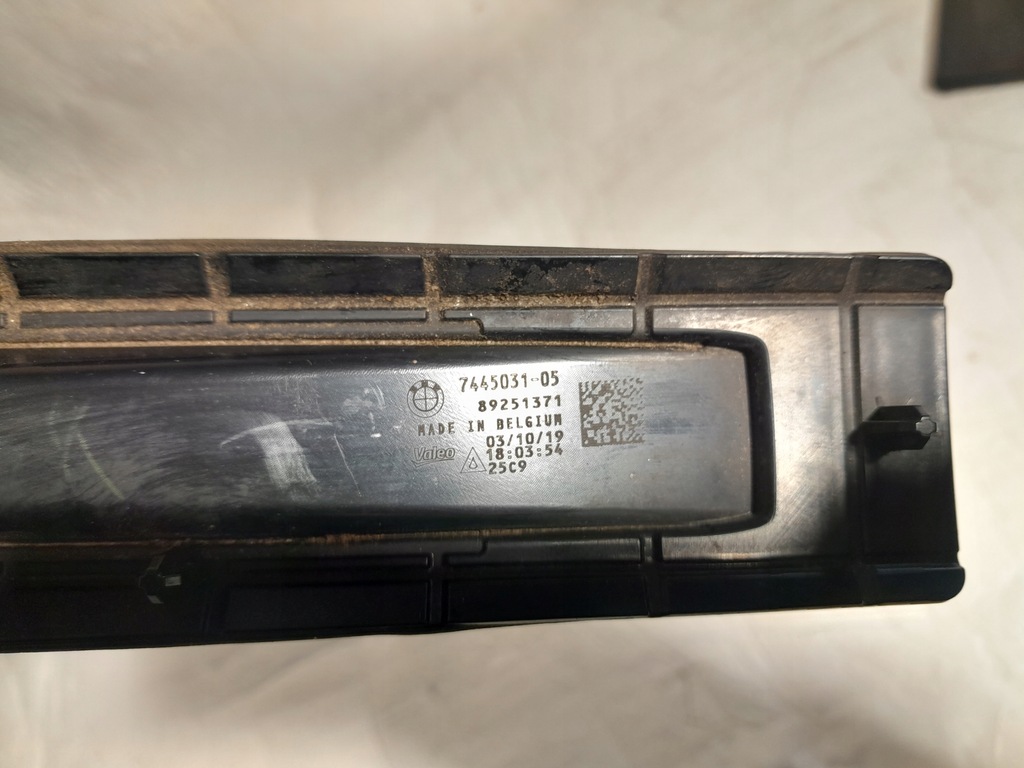 7445031-05
89251371
MADE IN BELGIUM
03/10/19
Valeo 18:03:54
25C9